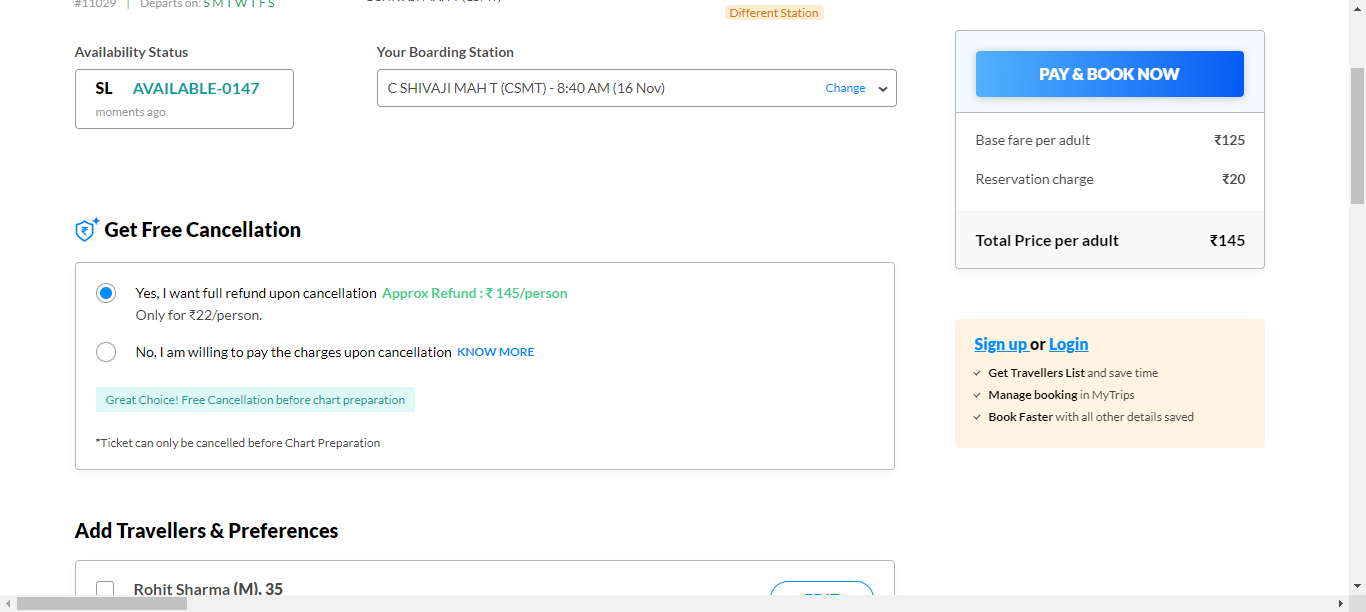 #11029 | Departs on: S M T W T F S
Different Station
Availability Status
Your Boarding Station
SL AVAILABLE-0147
moments ago
C SHIVAJI MAH T (CSMT) - 8:40 AM (16 Nov)
Change
PAY & BOOK NOW
Base fare per adult ₹125
Reservation charge ₹20
Total Price per adult ₹145
Get Free Cancellation
Yes, I want full refund upon cancellation Approx Refund : ₹ 145/person
Only for ₹22/person.
No, I am willing to pay the charges upon cancellation KNOW MORE
Great Choice! Free Cancellation before chart preparation
*Ticket can only be cancelled before Chart Preparation
Sign up or Login
Get Travellers List and save time
Manage booking in MyTrips
Book Faster with all other details saved
Add Travellers & Preferences
Rohit Sharma (M), 35
EDIT